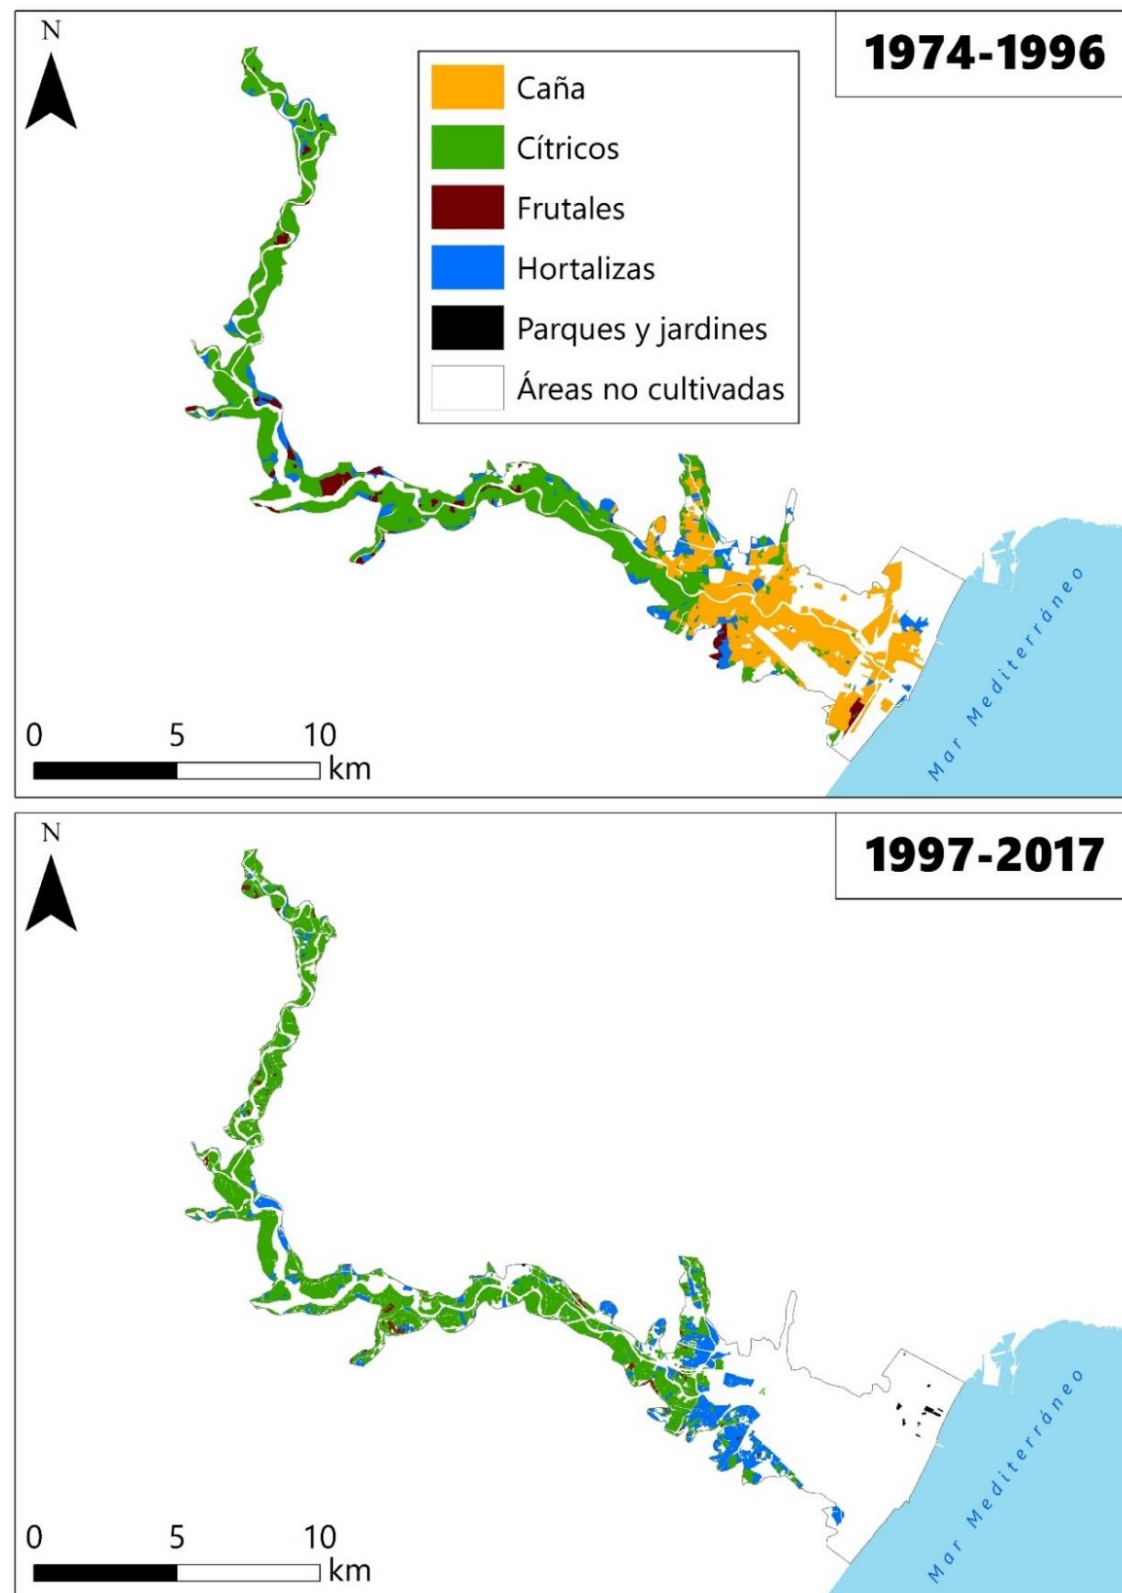 N
1974-1996
Caña
Cítricos
Frutales
Hortalizas
Parques y jardines
Áreas no cultivadas
Mar Mediterráneo
0 5 10
km
N
1997-2017
Mar Mediterráneo
0 5 10
km